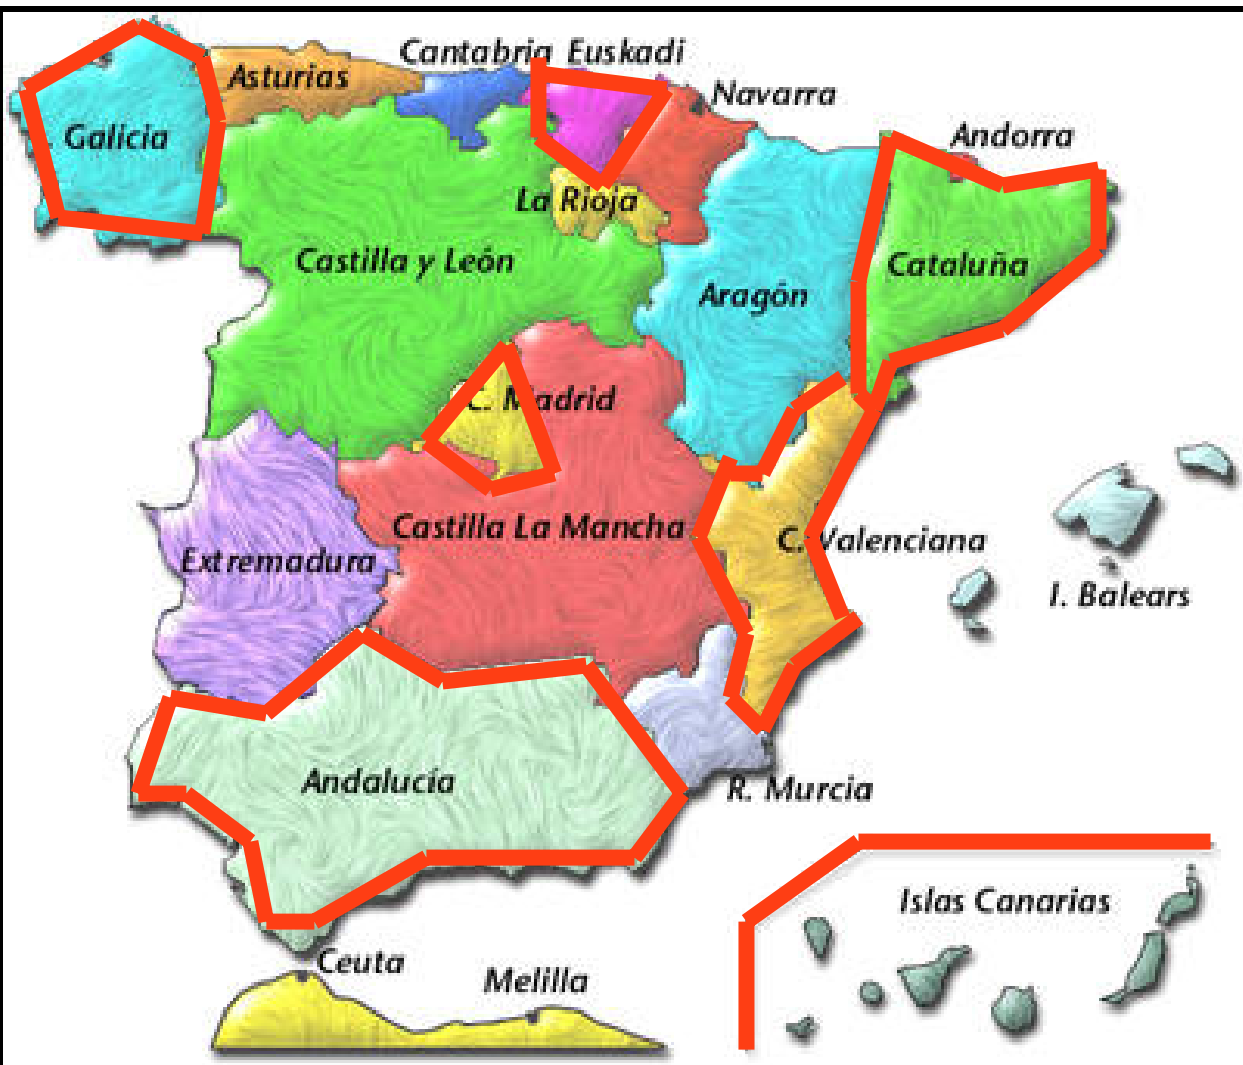 Cantabria Euskadi
Asturias
Navarra
Galicia
Andorra
La Rioja
Castilla y León
Cataluña
Aragón
C. Madrid
Castilla La Mancha
C. Valenciana
Extremadura
I. Balears
Andalucía
R. Murcia
Islas Canarias
Ceuta
Melilla